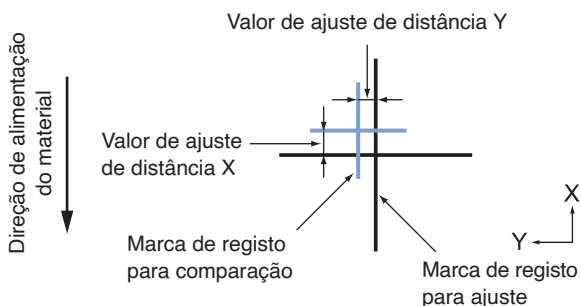 Valor de ajuste de distância Y
Direção de alimentação
do material
Valor de ajuste
de distância X
X
Y
Marca de registo
para comparação
Marca de registo
para ajuste